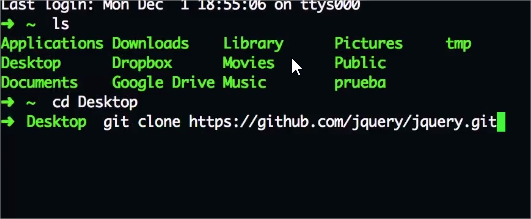 Last login: Mon Dec  1 18:55:06 on ttys000
➜  ~  ls
Applications Downloads    Library      Pictures     tmp
Desktop      Dropbox      Movies       Public
Documents    Google Drive Music        prueba
➜  ~  cd Desktop
➜  Desktop  git clone https://github.com/jquery/jquery.git